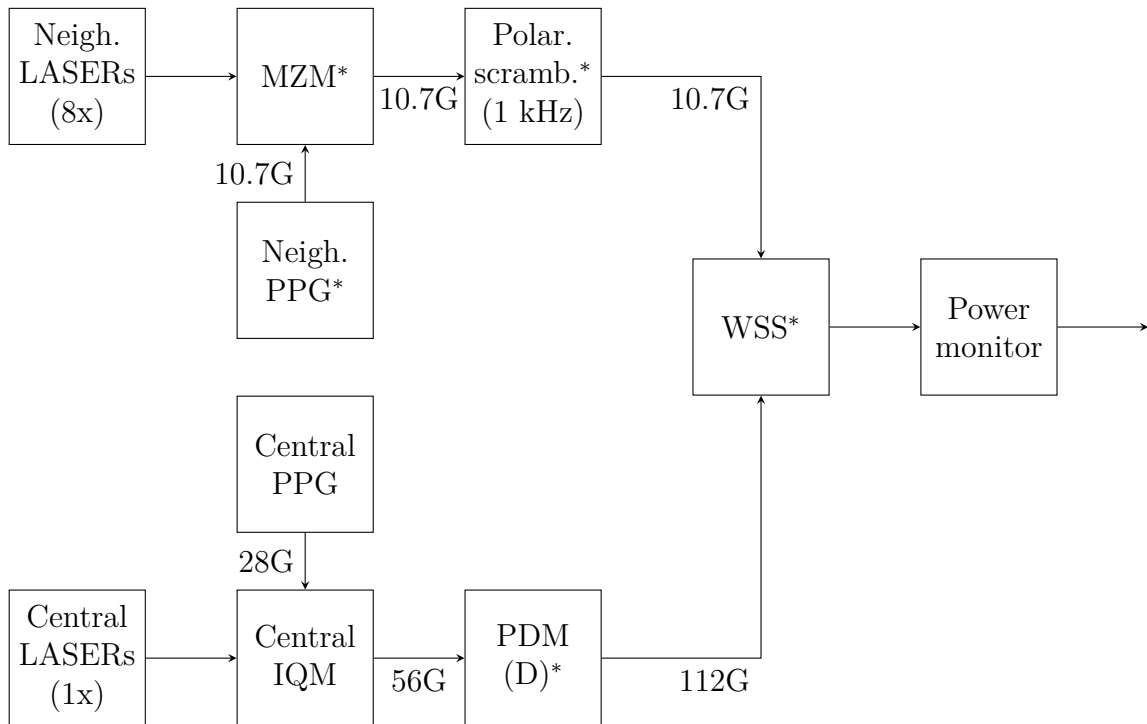 Neigh.
LASERs
(8x)
MZM*
10.7G
Polar.
scramb.*
(1 kHz)
10.7G
10.7G
Neigh.
PPG*
WSS*
Power
monitor
Central
PPG
28G
Central
LASERs
(1x)
Central
IQM
56G
PDM
(D)*
112G